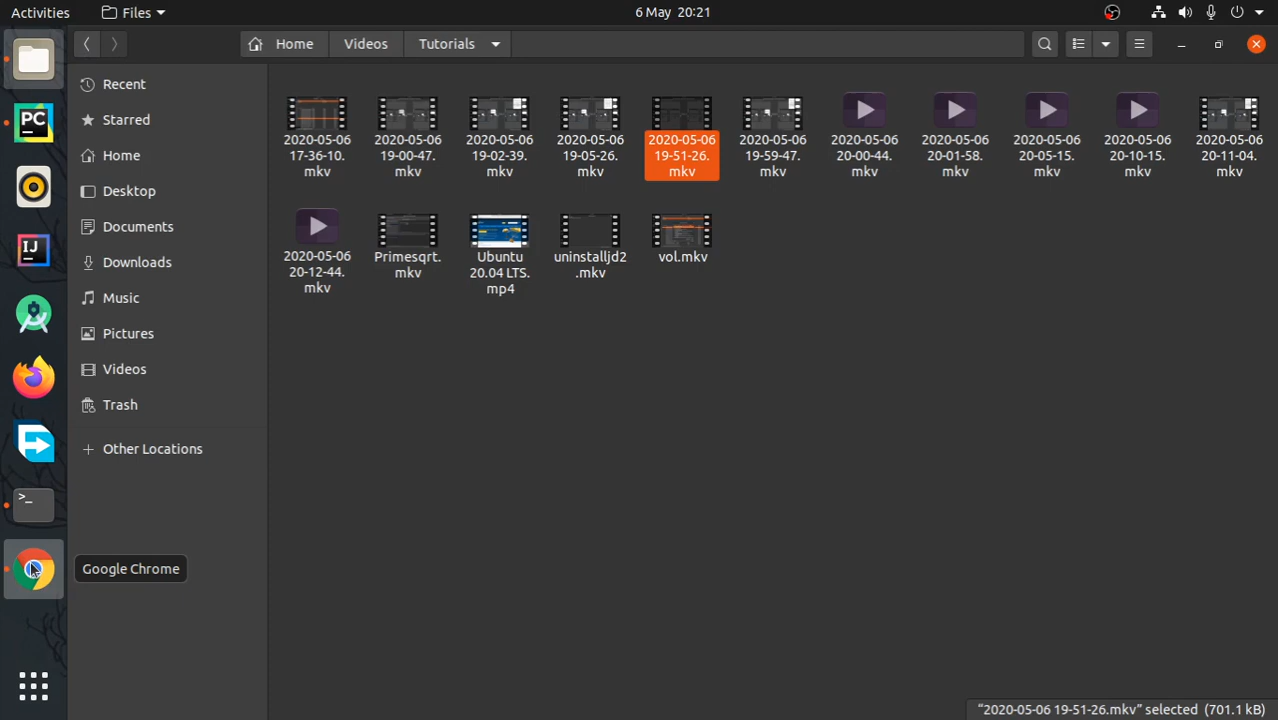 Activities Files 6 May 20:21
Home Videos Tutorials
Recent
Starred
Home
Desktop
Documents
Downloads
Music
Pictures
Videos
Trash
Other Locations
2020-05-06 17-36-10.mkv
2020-05-06 19-00-47.mkv
2020-05-06 19-02-39.mkv
2020-05-06 19-05-26.mkv
2020-05-06 19-51-26.mkv
2020-05-06 19-59-47.mkv
2020-05-06 20-00-44.mkv
2020-05-06 20-01-58.mkv
2020-05-06 20-05-15.mkv
2020-05-06 20-10-15.mkv
2020-05-06 20-11-04.mkv
2020-05-06 20-12-44.mkv
Primesqrt.mkv
Ubuntu 20.04 LTS.mp4
uninstalljd2.mkv
vol.mkv
PC
IJ
>_
Google Chrome
"2020-05-06 19-51-26.mkv" selected (701.1 kB)